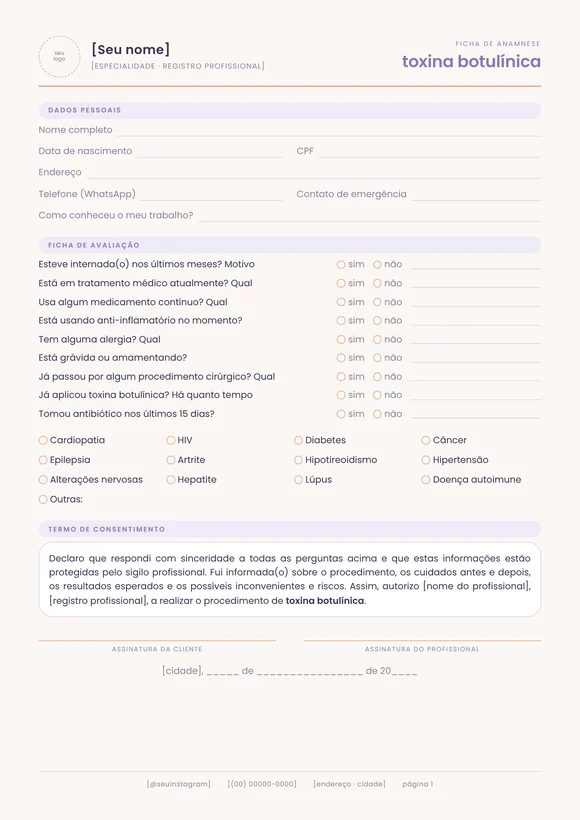 seu
logo
[Seu nome]
[ESPECIALIDADE · REGISTRO PROFISSIONAL]
FICHA DE ANAMNESE
toxina botulínica
DADOS PESSOAIS
Nome completo
Data de nascimento CPF
Endereço
Telefone (WhatsApp) Contato de emergência
Como conheceu o meu trabalho?
FICHA DE AVALIAÇÃO
Esteve internada(o) nos últimos meses? Motivo sim não
Está em tratamento médico atualmente? Qual sim não
Usa algum medicamento contínuo? Qual sim não
Está usando anti-inflamatório no momento? sim não
Tem alguma alergia? Qual sim não
Está grávida ou amamentando? sim não
Já passou por algum procedimento cirúrgico? Qual sim não
Já aplicou toxina botulínica? Há quanto tempo sim não
Tomou antibiótico nos últimos 15 dias? sim não
Cardiopatia HIV Diabetes Câncer
Epilepsia Artrite Hipotireoidismo Hipertensão
Alterações nervosas Hepatite Lúpus Doença autoimune
Outras:
TERMO DE CONSENTIMENTO
Declaro que respondi com sinceridade a todas as perguntas acima e que estas informações estão
protegidas pelo sigilo profissional. Fui informada(o) sobre o procedimento, os cuidados antes e depois,
os resultados esperados e os possíveis inconvenientes e riscos. Assim, autorizo [nome do profissional],
[registro profissional], a realizar o procedimento de toxina botulínica.
ASSINATURA DA CLIENTE ASSINATURA DO PROFISSIONAL
[cidade], _____ de ________________ de 20____
[@seuinstagram] [(00) 00000-0000] [endereço · cidade] página 1